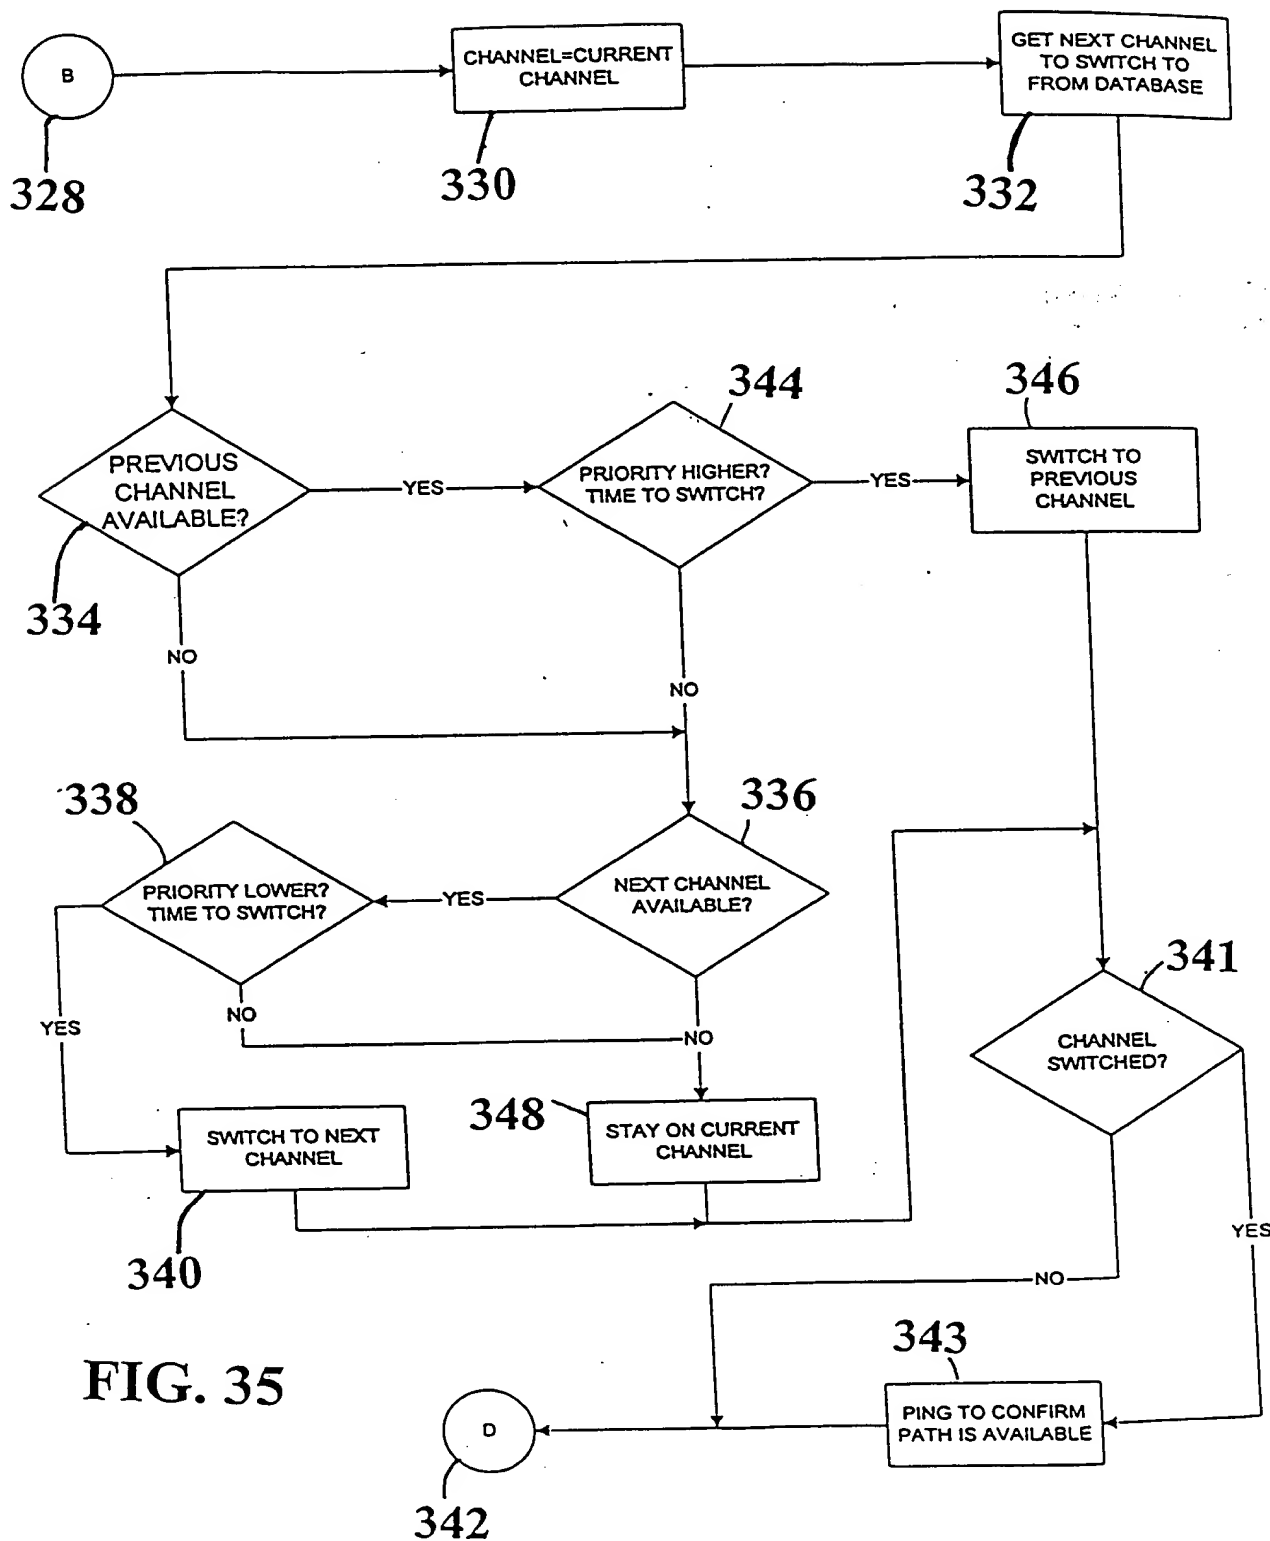 B
CHANNEL=CURRENT
CHANNEL
GET NEXT CHANNEL
TO SWITCH TO
FROM DATABASE
328
330
332
344
346
PREVIOUS
CHANNEL
AVAILABLE?
YES
PRIORITY HIGHER?
TIME TO SWITCH?
YES
SWITCH TO
PREVIOUS
CHANNEL
334
NO
NO
338
336
PRIORITY LOWER?
TIME TO SWITCH?
YES
NEXT CHANNEL
AVAILABLE?
341
YES
NO
NO
CHANNEL
SWITCHED?
SWITCH TO NEXT
CHANNEL
348
STAY ON CURRENT
CHANNEL
340
YES
NO
343
FIG. 35
D
PING TO CONFIRM
PATH IS AVAILABLE
342